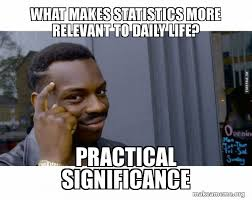 WHAT MAKES STATISTICS MORE
RELEVANT TO DAILY LIFE?
PRACTICAL
SIGNIFICANCE
makeameme.org